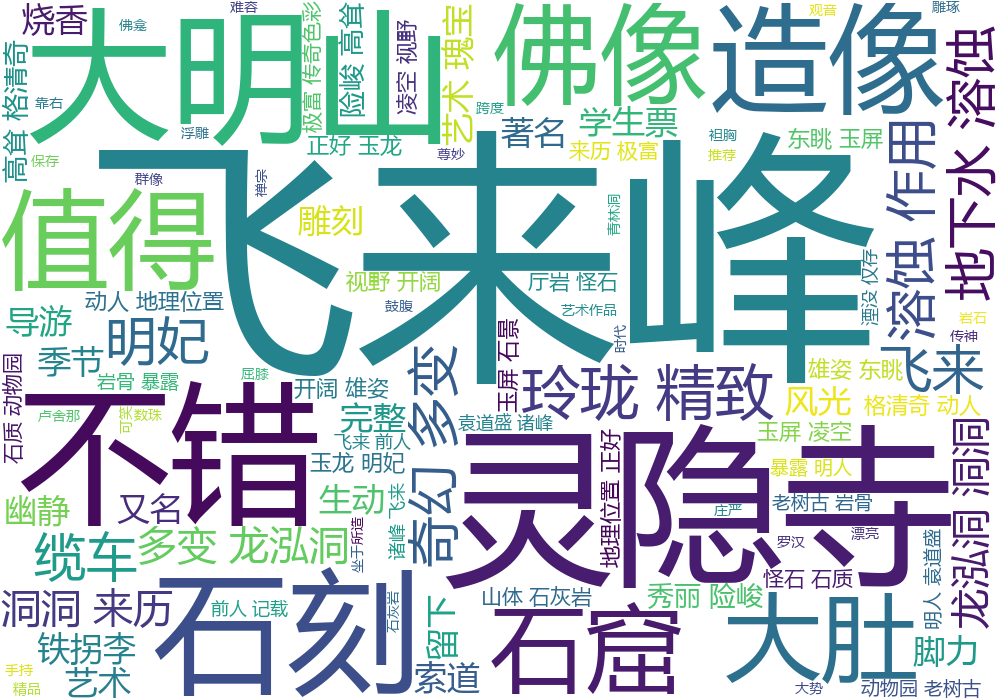 烧香
佛龛
难容
极富 传奇色彩
险峻 高耸
凌空 视野
艺术 瑰宝
佛像
造像
观音
雕琢
溶蚀
大明山
高耸 格清奇
靠右
浮雕
保存
群像
禅宗
正好 玉龙
尊妙
跨度
著名
学生票
来历 极富
袒胸
推荐
东眺 玉屏
溶蚀 作用
地下水
飞来峰
值得
雕刻
视野 开阔
鼓腹
厅岩 怪石
青林洞
艺术作品
时代
湮没 仅存
岩石
传神
动人 地理位置
导游
明妃
季节
岩骨 暴露
屈膝
开阔 雄姿
多变
玉屏 石景
玲珑 精致
雄姿 东眺
飞来
风光
格清奇 动人
石质 动物园
卢舍那
可笑
数珠
不错
完整
飞来 前人
玉龙 明妃
袁道盛 诸峰
灵隐寺
地理位置 正好
玉屏 凌空
暴露 明人
老树古 岩骨
庄严
罗汉
漂亮
龙泓洞 洞洞
幽静
又名
生动
诸峰 飞来
奇幻
缆车
多变 龙泓洞
坐于
所造
怪石 石质
明人 袁道盛
洞洞 来历
前人 记载
石刻
石灰岩
留下
山体 石灰岩
秀丽 险峻
石窟
大肚
脚力
铁拐李
手持
精品
艺术
索道
大势
动物园 老树古